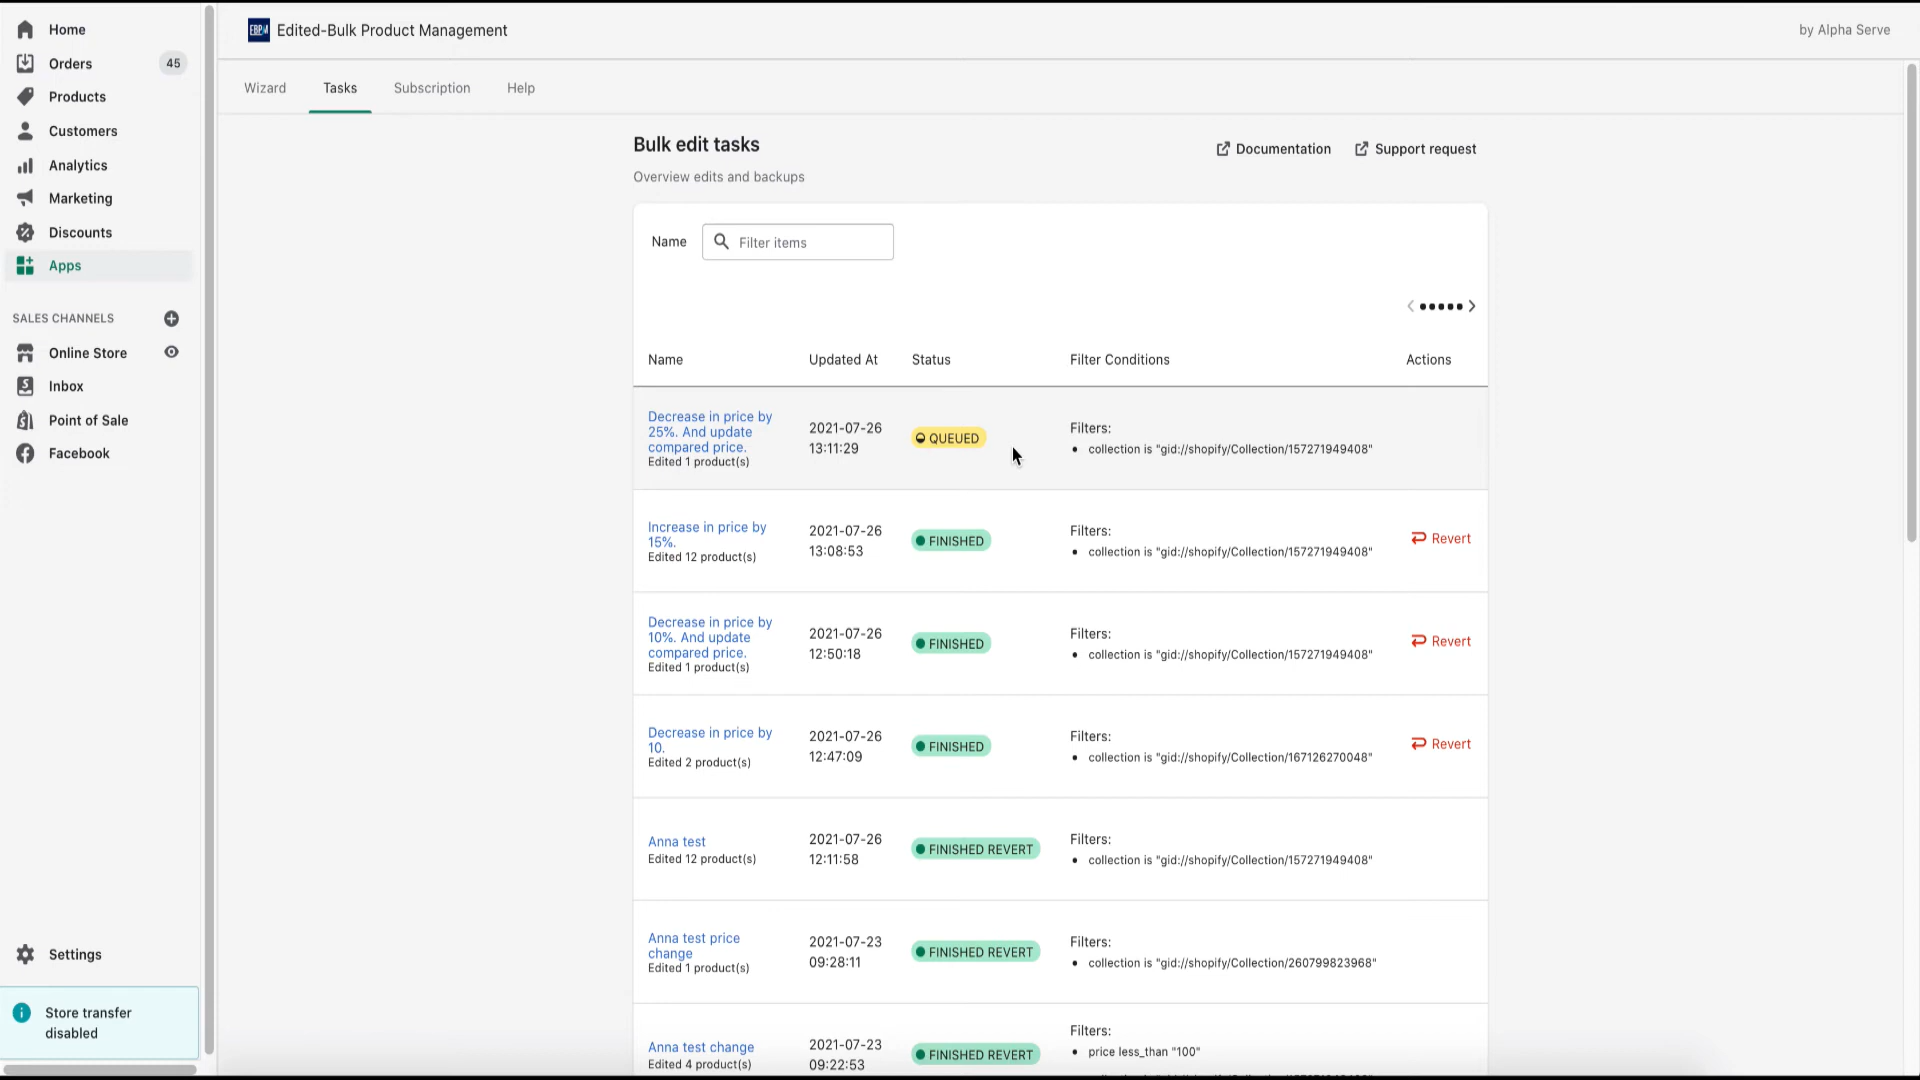 Home
Orders 45
Products
Customers
Analytics
Marketing
Discounts
Apps
SALES CHANNELS
Online Store
Inbox
Point of Sale
Facebook
Settings
Store transfer
disabled
EBPM Edited-Bulk Product Management
by Alpha Serve
Wizard Tasks Subscription Help
Bulk edit tasks
Overview edits and backups
Documentation Support request
Name Filter items
Name Updated At Status Filter Conditions Actions
Decrease in price by
25%. And update
compared price.
Edited 1 product(s)
2021-07-26
13:11:29
QUEUED
Filters:
• collection is "gid://shopify/Collection/157271949408"
Increase in price by
15%.
Edited 12 product(s)
2021-07-26
13:08:53
FINISHED
Filters:
• collection is "gid://shopify/Collection/157271949408"
Revert
Decrease in price by
10%. And update
compared price.
Edited 1 product(s)
2021-07-26
12:50:18
FINISHED
Filters:
• collection is "gid://shopify/Collection/157271949408"
Revert
Decrease in price by
10.
Edited 2 product(s)
2021-07-26
12:47:09
FINISHED
Filters:
• collection is "gid://shopify/Collection/167126270048"
Revert
Anna test
Edited 12 product(s)
2021-07-26
12:11:58
FINISHED REVERT
Filters:
• collection is "gid://shopify/Collection/157271949408"
Anna test price
change
Edited 1 product(s)
2021-07-23
09:28:11
FINISHED REVERT
Filters:
• collection is "gid://shopify/Collection/260799823968"
Anna test change
Edited 4 product(s)
2021-07-23
09:22:53
FINISHED REVERT
Filters:
• price less_than "100"